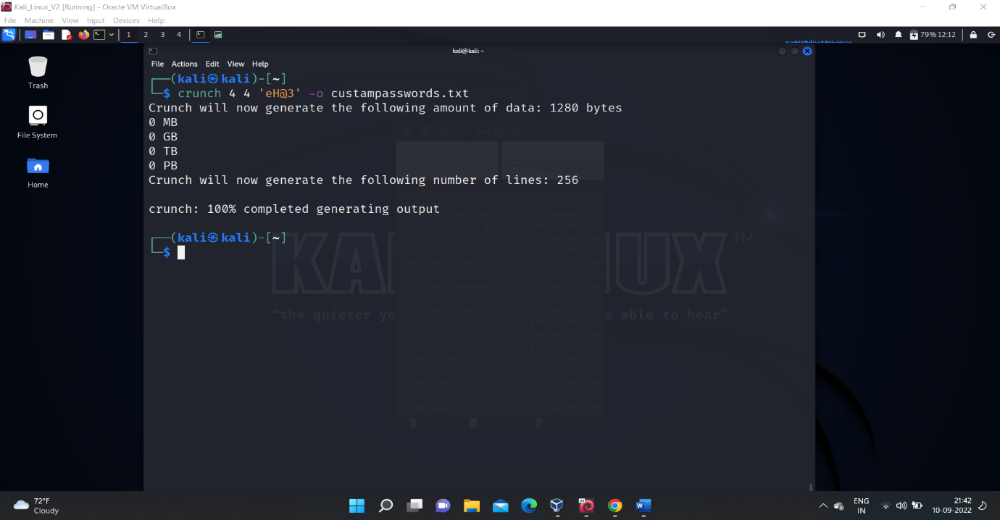 Kali_Linux_V2 [Running] - Oracle VM VirtualBox
File Machine View Input Devices Help
1 2 3 4
79% 12:12
kali@kali: ~
File Actions Edit View Help
Trash
File System
Home
┌──(kali㉿kali)-[~]
└─$ crunch 4 4 'eH@3' -o custampasswords.txt
Crunch will now generate the following amount of data: 1280 bytes
0 MB
0 GB
0 TB
0 PB
Crunch will now generate the following number of lines: 256
crunch: 100% completed generating output
┌──(kali㉿kali)-[~]
└─$
KA UX ™
“the quieter yo e able to hear”
72°F
Cloudy
ENG
IN
21:42
10-09-2022